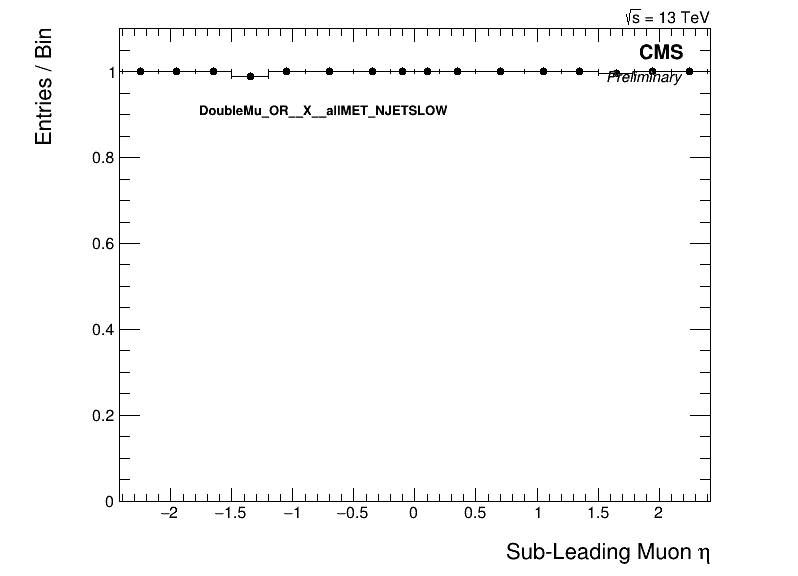 √s = 13 TeV
Entries / Bin
CMS
Preliminary
DoubleMu_OR__X__allMET_NJETSLOW
1
0.8
0.6
0.4
0.2
0
−2 −1.5 −1 −0.5 0 0.5 1 1.5 2
Sub-Leading Muon η